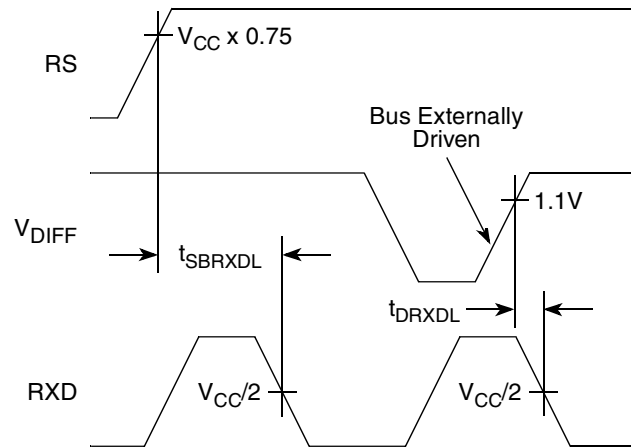 V_CC x 0.75
RS
Bus Externally
Driven
1.1V
V_DIFF
t_SBRXDL
t_DRXDL
RXD
V_CC/2
V_CC/2